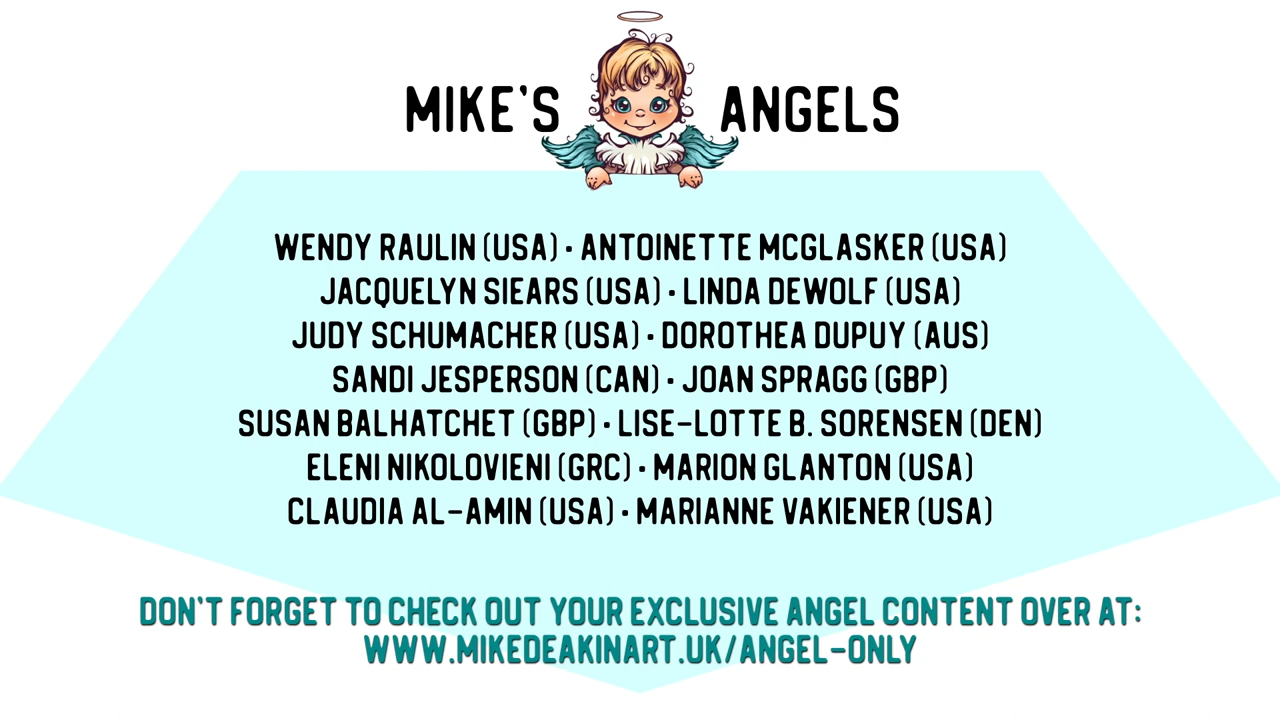 MIKE'S ANGELS
WENDY RAULIN (USA) • ANTOINETTE MCGLASKER (USA)
JACQUELYN SIEARS (USA) • LINDA DEWOLF (USA)
JUDY SCHUMACHER (USA) • DOROTHEA DUPUY (AUS)
SANDI JESPERSON (CAN) • JOAN SPRAGG (GBP)
SUSAN BALHATCHET (GBP) • LISE-LOTTE B. SORENSEN (DEN)
ELENI NIKOLOVIENI (GRC) • MARION GLANTON (USA)
CLAUDIA AL-AMIN (USA) • MARIANNE VAKIENER (USA)
DON'T FORGET TO CHECK OUT YOUR EXCLUSIVE ANGEL CONTENT OVER AT:
WWW.MIKEDEAKINART.UK/ANGEL-ONLY